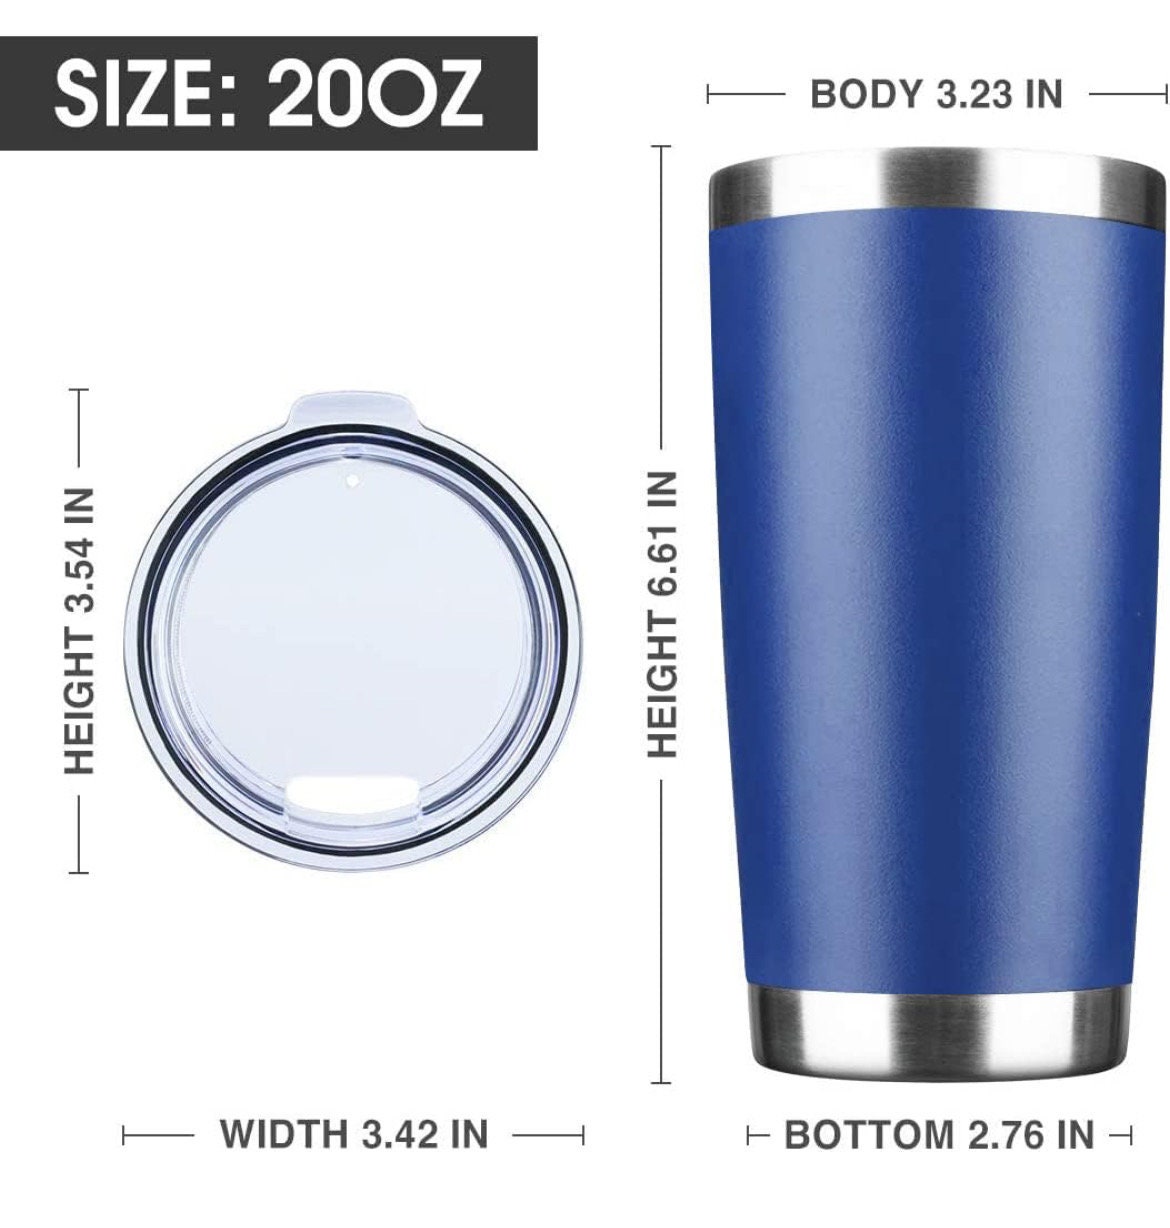 SIZE: 20OZ
BODY 3.23 IN
HEIGHT 3.54 IN
HEIGHT 6.61 IN
WIDTH 3.42 IN
BOTTOM 2.76 IN